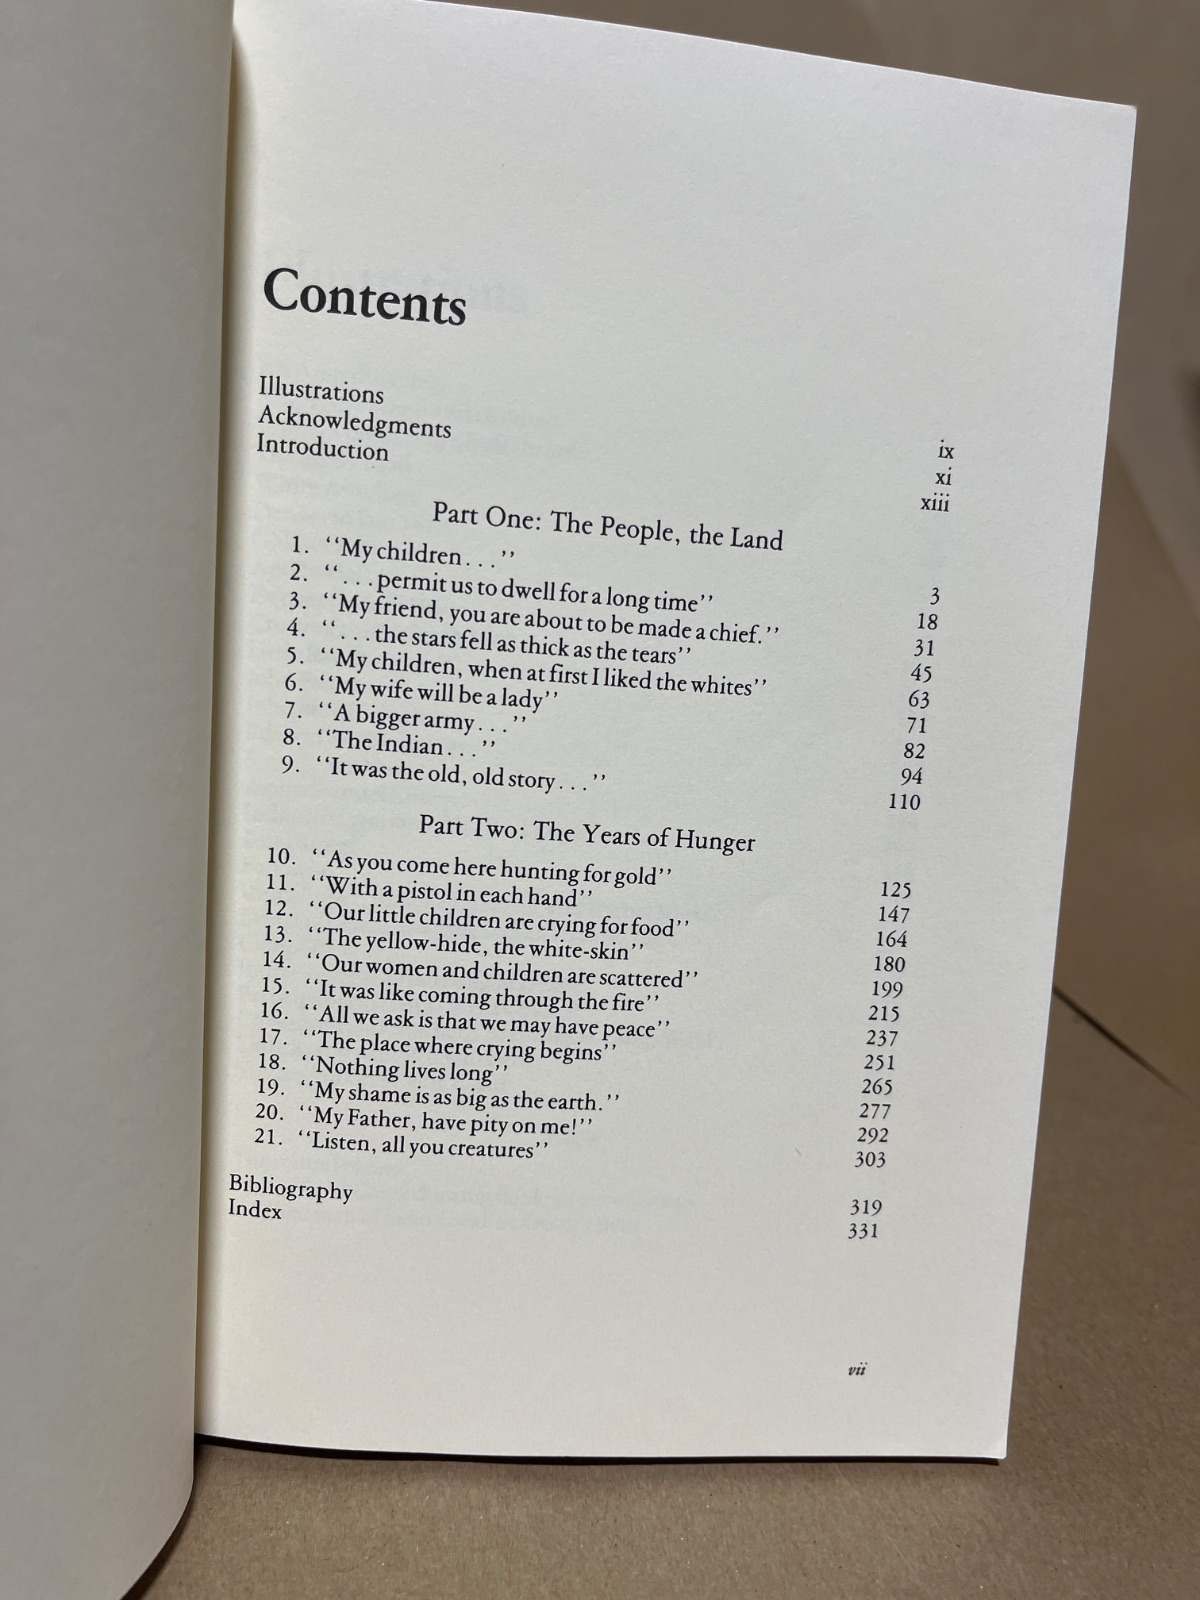 Contents
Illustrations ix
Acknowledgments xi
Introduction xiii
Part One: The People, the Land
1. ‘‘My children . . . ’’ 3
2. ‘‘ . . . permit us to dwell for a long time’’ 18
3. ‘‘My friend, you are about to be made a chief.’’ 31
4. ‘‘ . . . the stars fell as thick as the tears’’ 45
5. ‘‘My children, when at first I liked the whites’’ 63
6. ‘‘My wife will be a lady’’ 71
7. ‘‘A bigger army . . . ’’ 82
8. ‘‘The Indian . . . ’’ 94
9. ‘‘It was the old, old story . . . ’’ 110
Part Two: The Years of Hunger
10. ‘‘As you come here hunting for gold’’ 125
11. ‘‘With a pistol in each hand’’ 147
12. ‘‘Our little children are crying for food’’ 164
13. ‘‘The yellow-hide, the white-skin’’ 180
14. ‘‘Our women and children are scattered’’ 199
15. ‘‘It was like coming through the fire’’ 215
16. ‘‘All we ask is that we may have peace’’ 237
17. ‘‘The place where crying begins’’ 251
18. ‘‘Nothing lives long’’ 265
19. ‘‘My shame is as big as the earth.’’ 277
20. ‘‘My Father, have pity on me!’’ 292
21. ‘‘Listen, all you creatures’’ 303
Bibliography 319
Index 331
vii